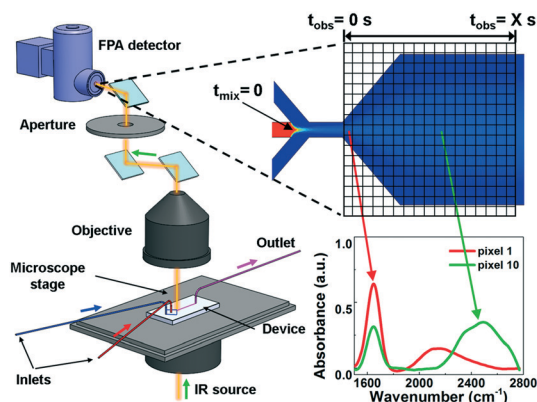 FPA detector
Aperture
Objective
Microscope
stage
Outlet
Device
Inlets
IR source
t_obs= 0 s
t_obs= X s
t_mix= 0
1.0
0.5
0.0
Absorbance (a.u.)
pixel 1
pixel 10
1600
2000
2400
2800
Wavenumber (cm⁻¹)